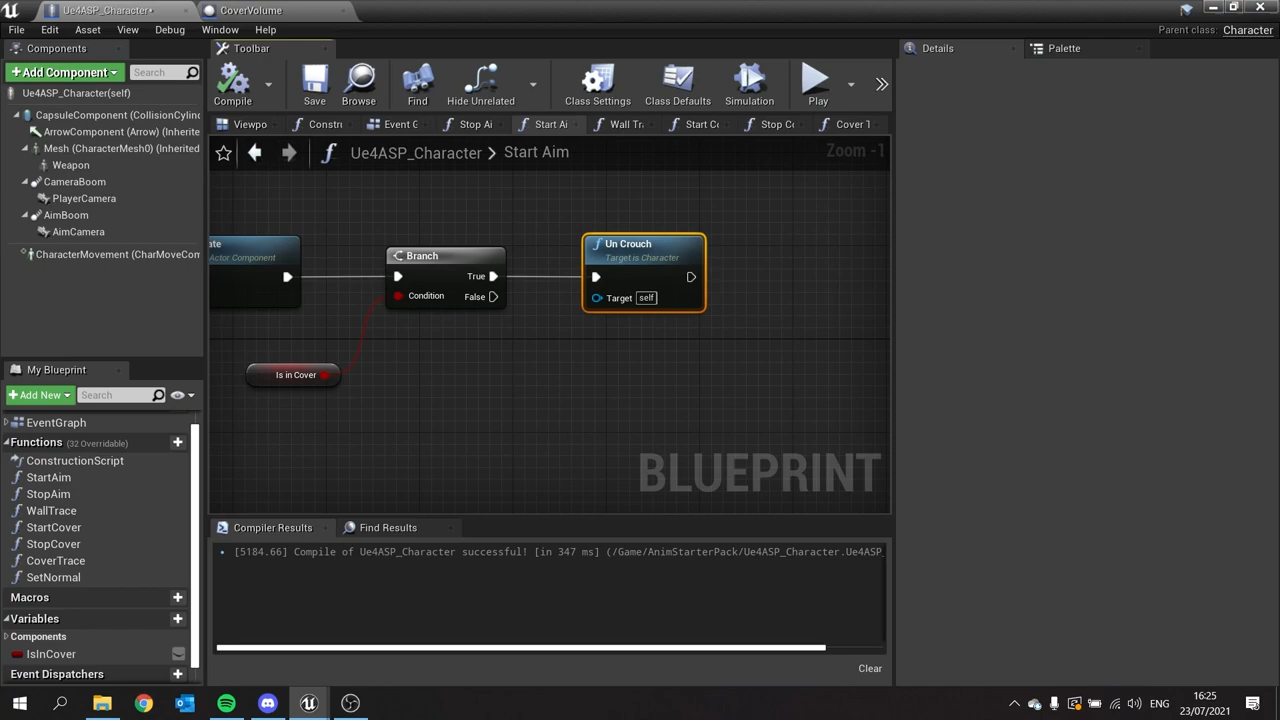 Ue4ASP_Character*
CoverVolume
File Edit Asset View Debug Window Help
Parent class: Character
Components
Toolbar
Details
Palette
Add Component
Search
Compile
Save
Browse
Find
Hide Unrelated
Class Settings
Class Defaults
Simulation
Play
Ue4ASP_Character(self)
CapsuleComponent (CollisionCylin
ArrowComponent (Arrow) (Inherite
Mesh (CharacterMesh0) (Inherited
Weapon
CameraBoom
PlayerCamera
AimBoom
AimCamera
CharacterMovement (CharMoveCom
Viewpo
Constru
Event G
Stop Ai
Start Ai
Wall Tr
Start Co
Stop Co
Cover T
Ue4ASP_Character > Start Aim
Zoom -1
ate
Actor Component
Branch
True
Condition
False
Is in Cover
Un Crouch
Target is Character
Target self
BLUEPRINT
My Blueprint
Add New
Search
EventGraph
Functions (32 Overridable)
ConstructionScript
StartAim
StopAim
WallTrace
StartCover
StopCover
CoverTrace
SetNormal
Macros
Variables
Components
IsInCover
Event Dispatchers
Compiler Results
Find Results
[5184.66] Compile of Ue4ASP_Character successful! [in 347 ms] (/Game/AnimStarterPack/Ue4ASP_Character.Ue4ASP_
Clear
ENG
16:25
23/07/2021